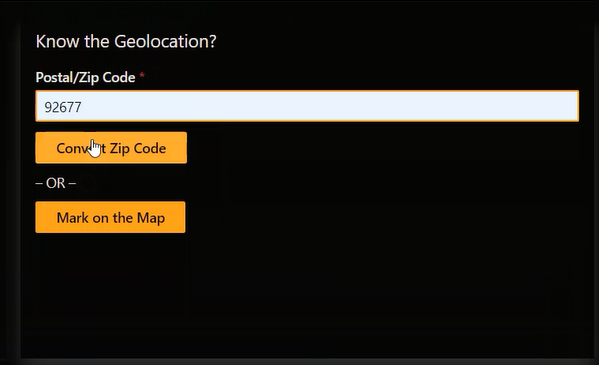 Know the Geolocation?
Postal/Zip Code *
92677
Convert Zip Code
– OR –
Mark on the Map